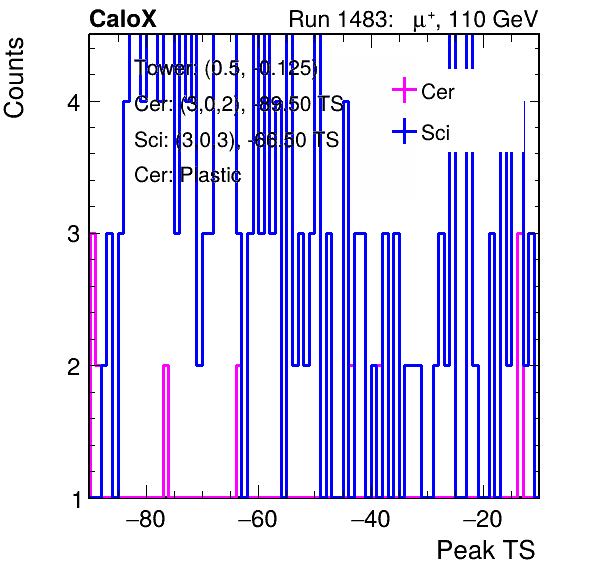 CaloX Run 1483: μ+, 110 GeV
Counts
Tower: (0.5, -0.125)
Cer: (3,0,2), -89.50 TS
Sci: (3,0,3), -66.50 TS
Cer: Plastic
Cer
Sci
4
3
2
1
−80 −60 −40 −20
Peak TS